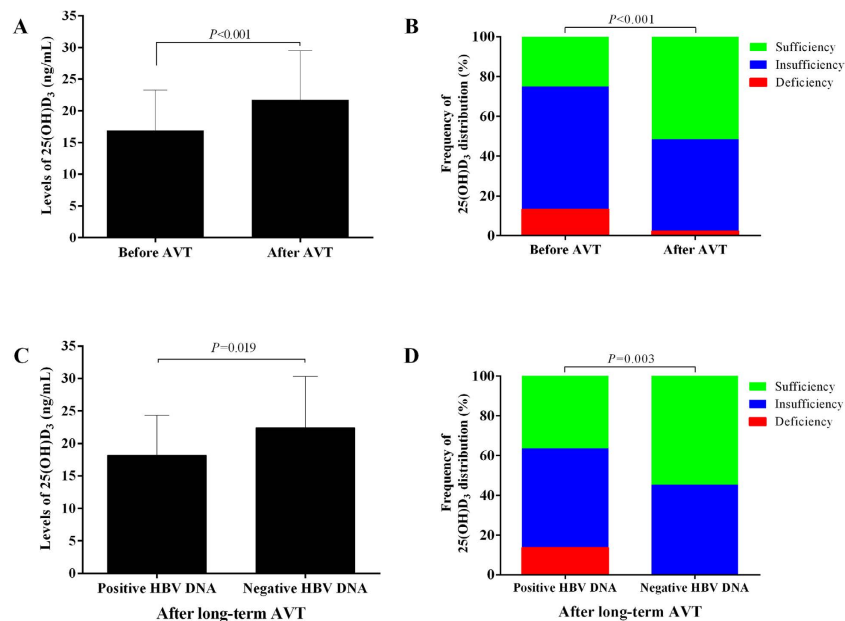 A
P<0.001
Levels of 25(OH)D₃ (ng/mL)
35
30
25
20
15
10
5
0
Before AVT
After AVT
B
P<0.001
Frequency of
25(OH)D₃ distribution (%)
100
80
60
40
20
0
Before AVT
After AVT
Sufficiency
Insufficiency
Deficiency
C
P=0.019
Levels of 25(OH)D₃ (ng/mL)
35
30
25
20
15
10
5
0
Positive HBV DNA
Negative HBV DNA
After long-term AVT
D
P=0.003
Frequency of
25(OH)D₃ distribution (%)
100
80
60
40
20
0
Positive HBV DNA
Negative HBV DNA
After long-term AVT
Sufficiency
Insufficiency
Deficiency